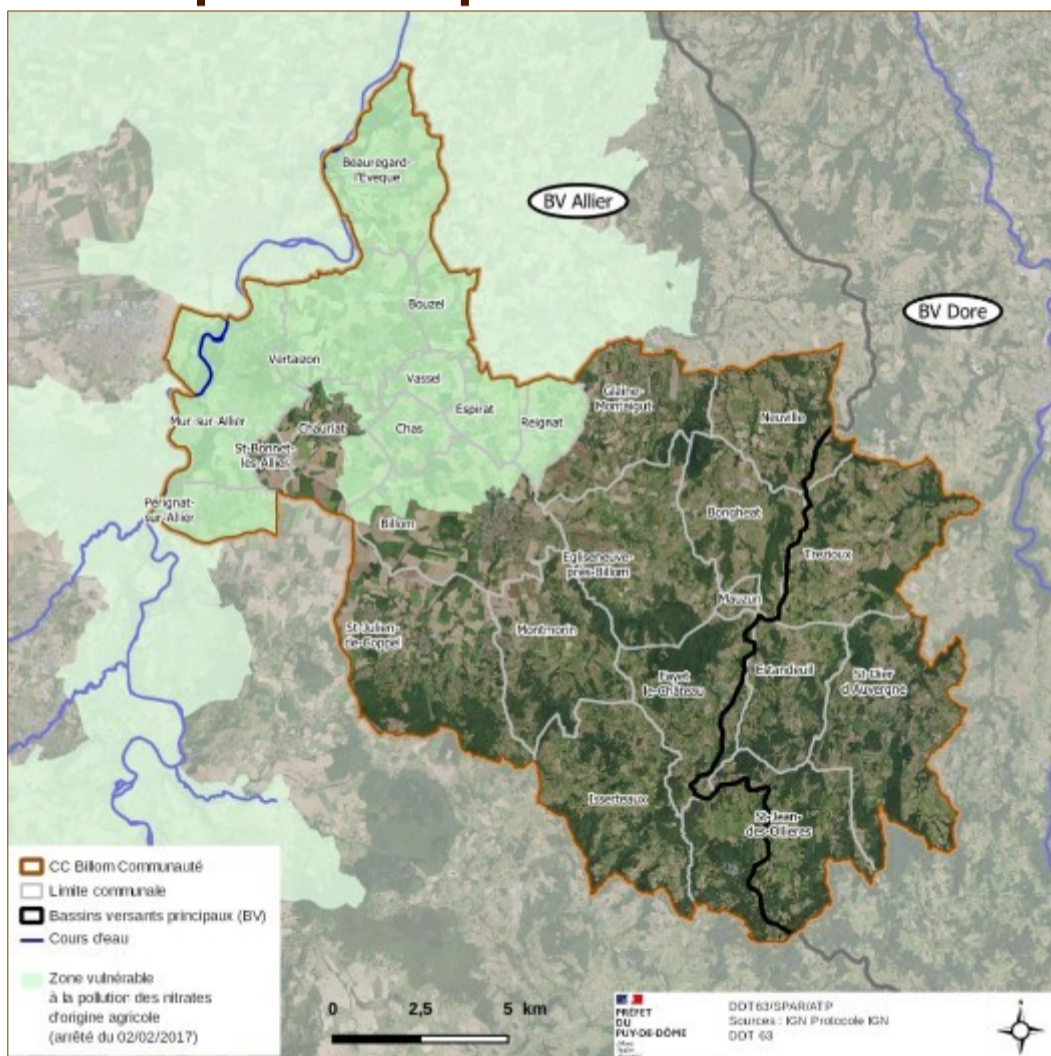 Beauregard-
l'Eveque
BV Allier
Bouzel
BV Dore
Vertaizon
Vassel
Glaine-
Montaigut
Espirat
Neuville
Mur-sur-Allier
Chauriat
Chas
Reignat
St-Bonnet-
lès-Allier
Pérignat-
sur-Allier
Billom
Bongheat
Trezioux
Egliseneuve-
près-Billom
Mauzun
St-Julien-
de-Coppel
Montmorin
Fayet
le-Château
Estandeuil
St-Dier
d'Auvergne
Isserteaux
St-Jean-
des-Ollières
CC Billom Communauté
Limite communale
Bassins versants principaux (BV)
Cours d'eau
Zone vulnérable
à la pollution des nitrates
d'origine agricole
(arrêté du 02/02/2017)
0 2,5 5 km
PRÉFET
DU
PUY-DE-DÔME
DDT63/SPAR/ATP
Sources : IGN Protocole IGN
DDT 63